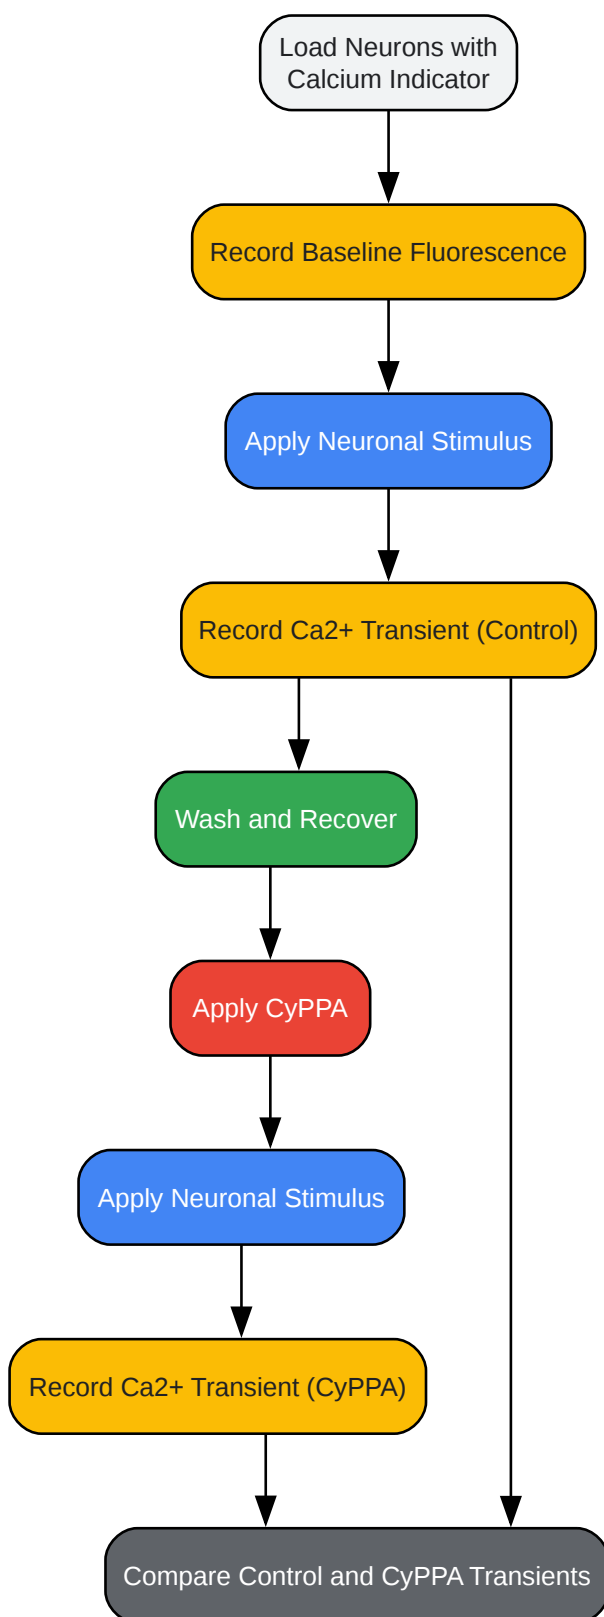 Load Neurons with
Calcium Indicator
Record Baseline Fluorescence
Apply Neuronal Stimulus
Record Ca2+ Transient (Control)
Wash and Recover
Apply CyPPA
Apply Neuronal Stimulus
Record Ca2+ Transient (CyPPA)
Compare Control and CyPPA Transients